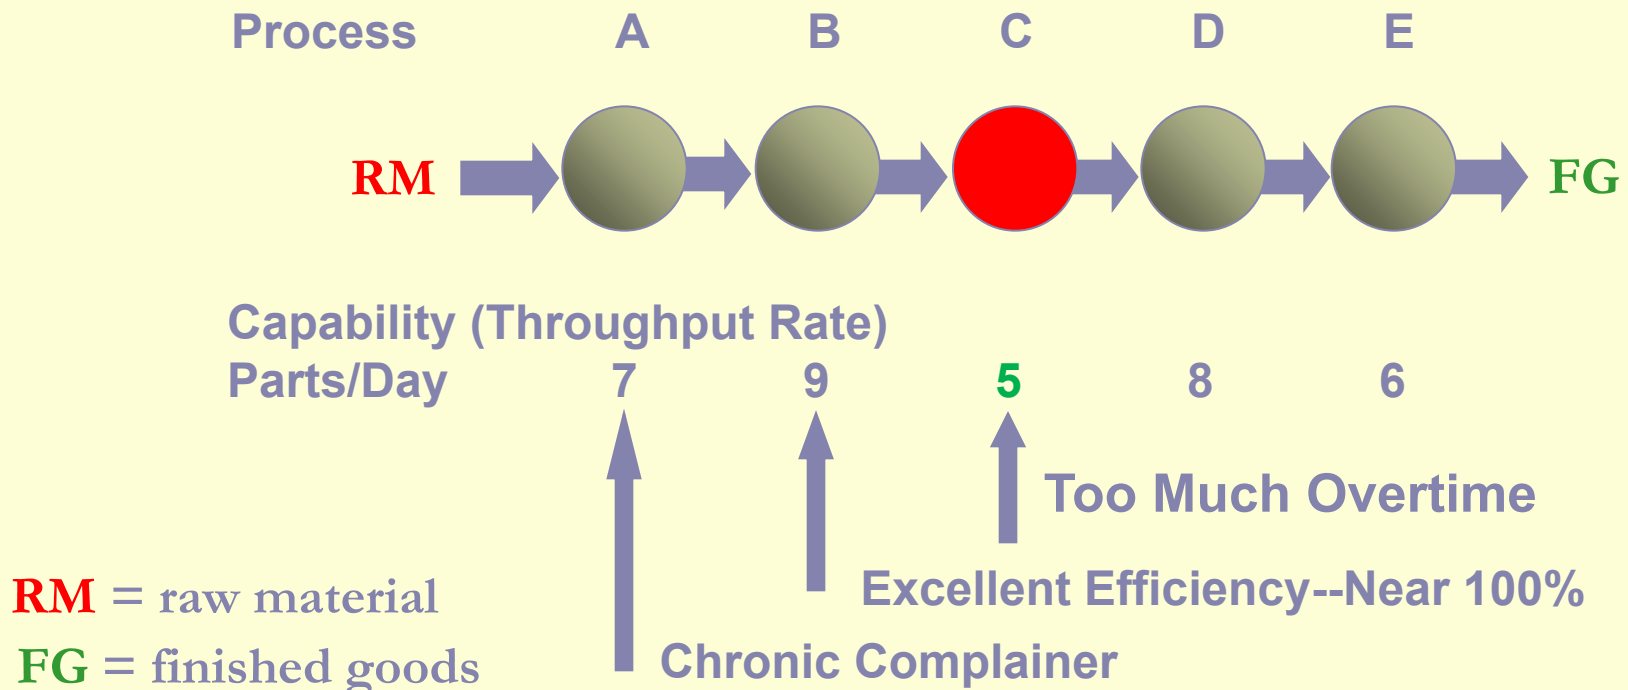 Process A B C D E
RM FG
Capability (Throughput Rate)
Parts/Day 7 9 5 8 6
Too Much Overtime
Excellent Efficiency--Near 100%
RM = raw material
Chronic Complainer
FG = finished goods